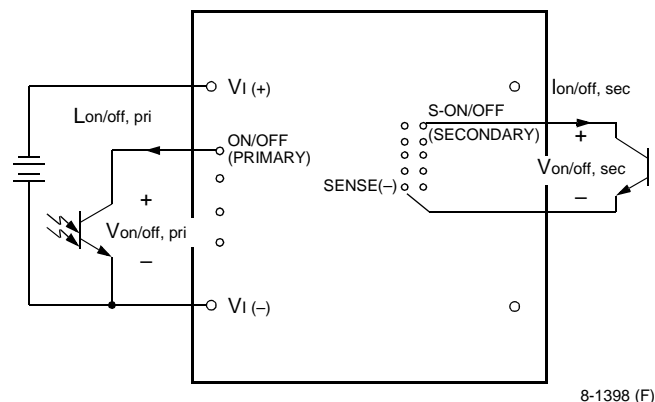 VI (+)
Ion/off, sec
Lon/off, pri
S-ON/OFF
(SECONDARY)
ON/OFF
(PRIMARY)
+
SENSE(–)
Von/off, sec
–
+
Von/off, pri
–
VI (–)
8-1398 (F)